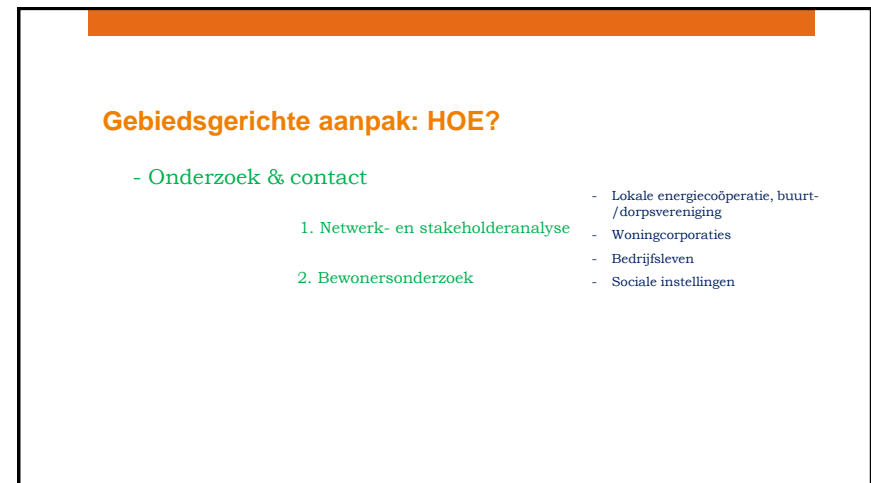 Gebiedsgerichte aanpak: HOE?
- Onderzoek & contact
1. Netwerk- en stakeholderanalyse
2. Bewonersonderzoek
- Lokale energiecoöperatie, buurt-
/dorpsvereniging
- Woningcorporaties
- Bedrijfsleven
- Sociale instellingen